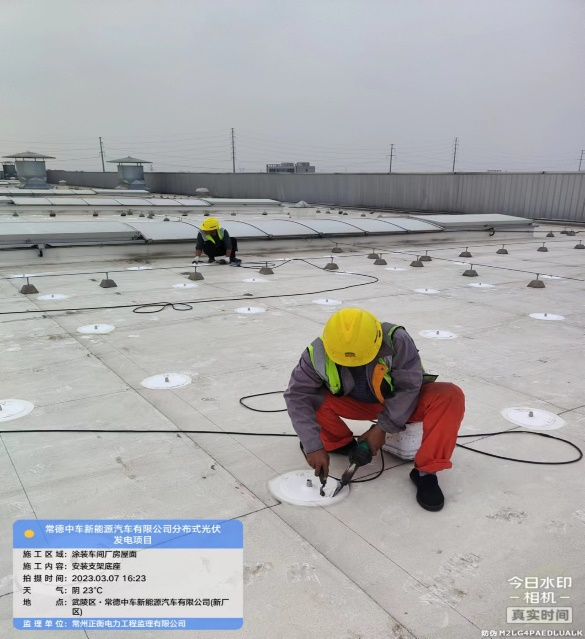 常德中车新能源汽车有限公司分布式光伏
发电项目
施工区域：涂装车间厂房屋面
施工内容：安装支架底座
拍摄时间：2023.03.07 16:23
天气：阴 23℃
地点：武陵区·常德中车新能源汽车有限公司(新厂
区)
监理单位：常州正衡电力工程监理有限公司
今日水印
-相机-
真实时间
防伪 M2LG4PAEDLUALK